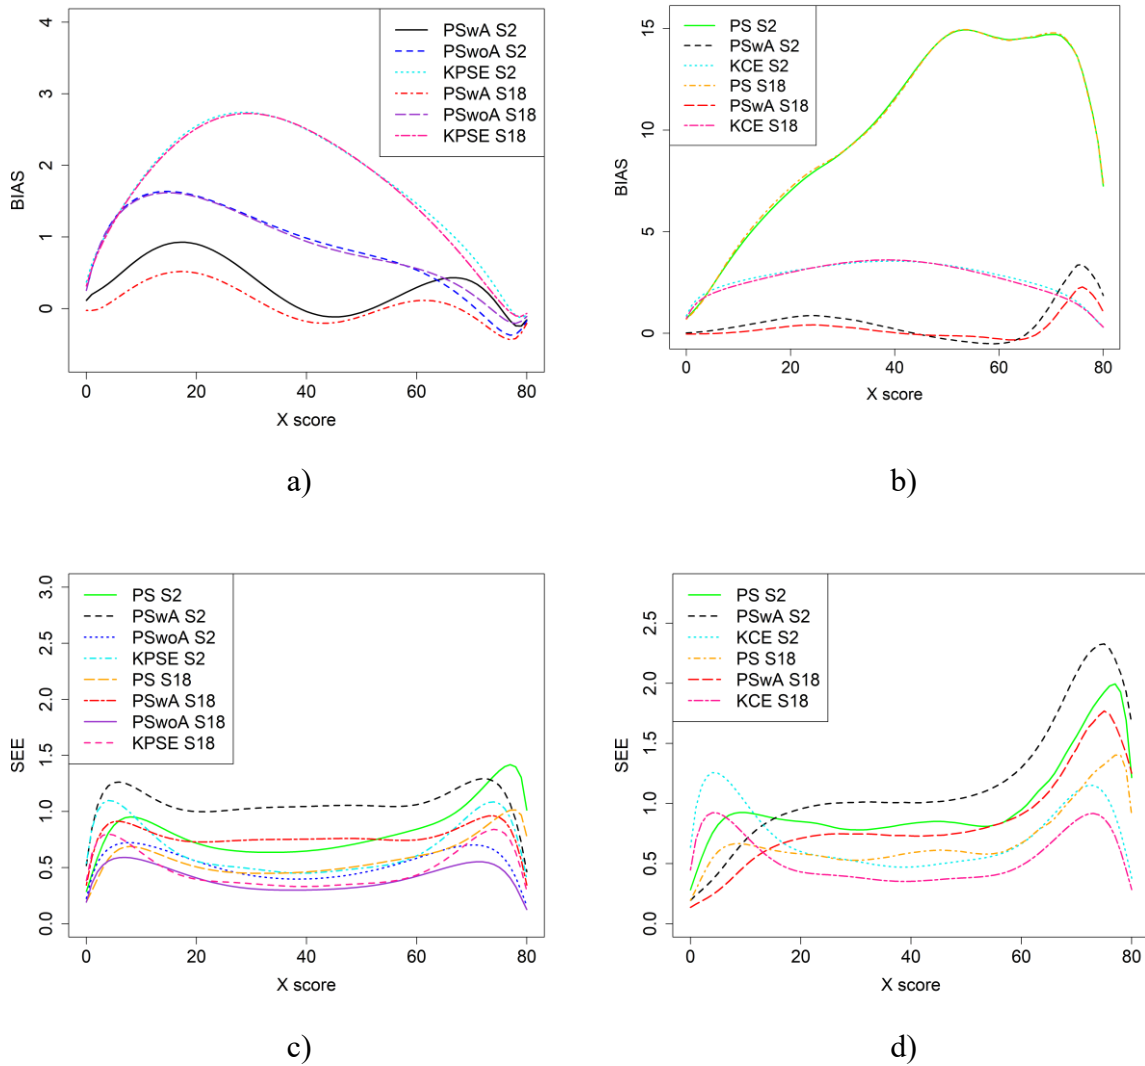 BIAS
4
3
2
1
0
PSwA S2
PSwoA S2
KPSE S2
PSwA S18
PSwoA S18
KPSE S18
0 20 40 60 80
X score
a)
BIAS
15
10
5
0
PS S2
PSwA S2
KCE S2
PS S18
PSwA S18
KCE S18
0 20 40 60 80
X score
b)
SEE
3.0
2.5
2.0
1.5
1.0
0.5
0.0
PS S2
PSwA S2
PSwoA S2
KPSE S2
PS S18
PSwA S18
PSwoA S18
KPSE S18
0 20 40 60 80
X score
c)
SEE
2.5
2.0
1.5
1.0
0.5
0.0
PS S2
PSwA S2
KCE S2
PS S18
PSwA S18
KCE S18
0 20 40 60 80
X score
d)